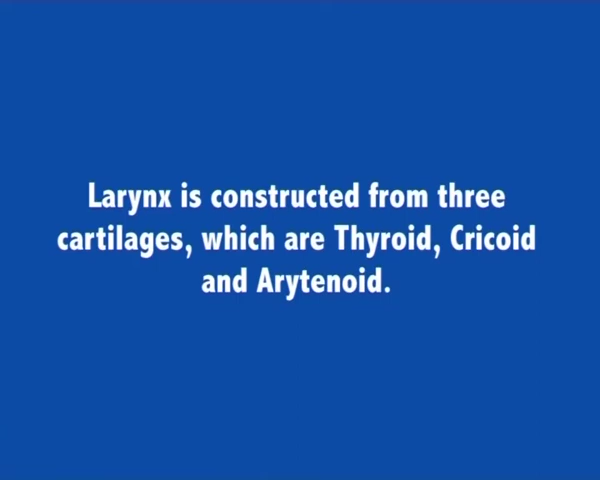 Larynx is constructed from three
cartilages, which are Thyroid, Cricoid
and Arytenoid.